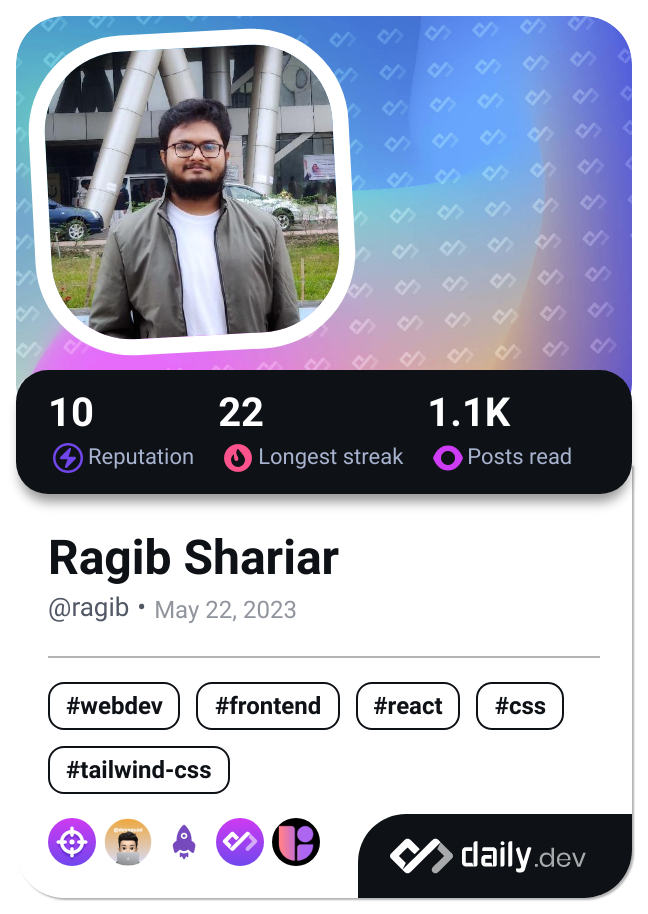 10 22 1.1K
Reputation Longest streak Posts read
Ragib Shariar
@ragib • May 22, 2023
#webdev #frontend #react #css
#tailwind-css
daily.dev